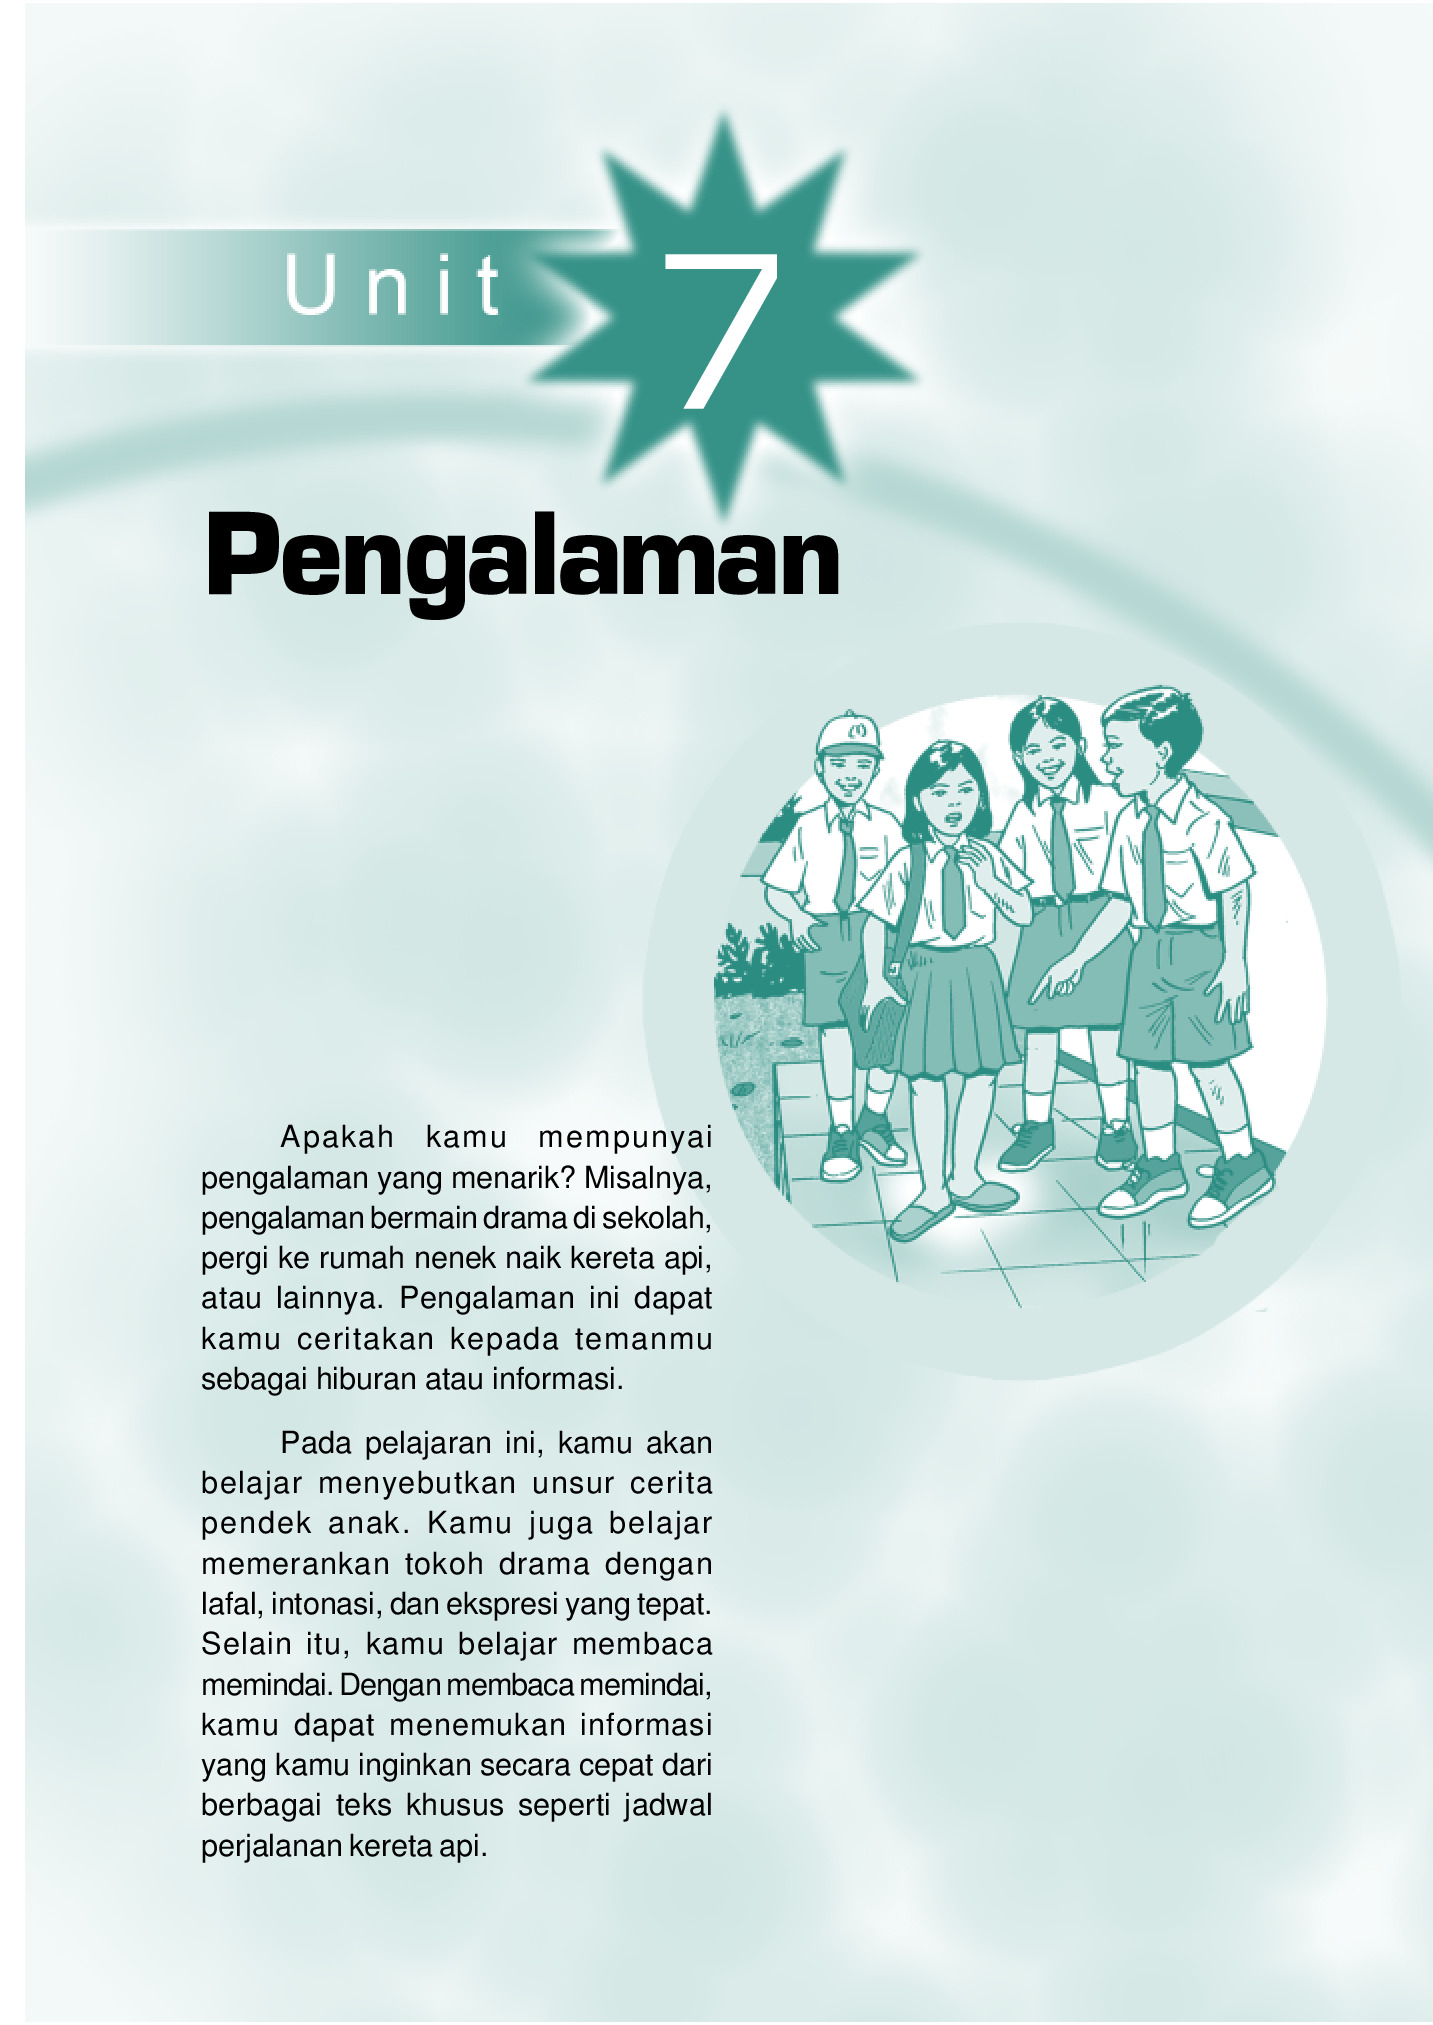 Unit
7
Pengalaman
Apakah kamu mempunyai
pengalaman yang menarik? Misalnya,
pengalaman bermain drama di sekolah,
pergi ke rumah nenek naik kereta api,
atau lainnya. Pengalaman ini dapat
kamu ceritakan kepada temanmu
sebagai hiburan atau informasi.
Pada pelajaran ini, kamu akan
belajar menyebutkan unsur cerita
pendek anak. Kamu juga belajar
memerankan tokoh drama dengan
lafal, intonasi, dan ekspresi yang tepat.
Selain itu, kamu belajar membaca
memindai. Dengan membaca memindai,
kamu dapat menemukan informasi
yang kamu inginkan secara cepat dari
berbagai teks khusus seperti jadwal
perjalanan kereta api.